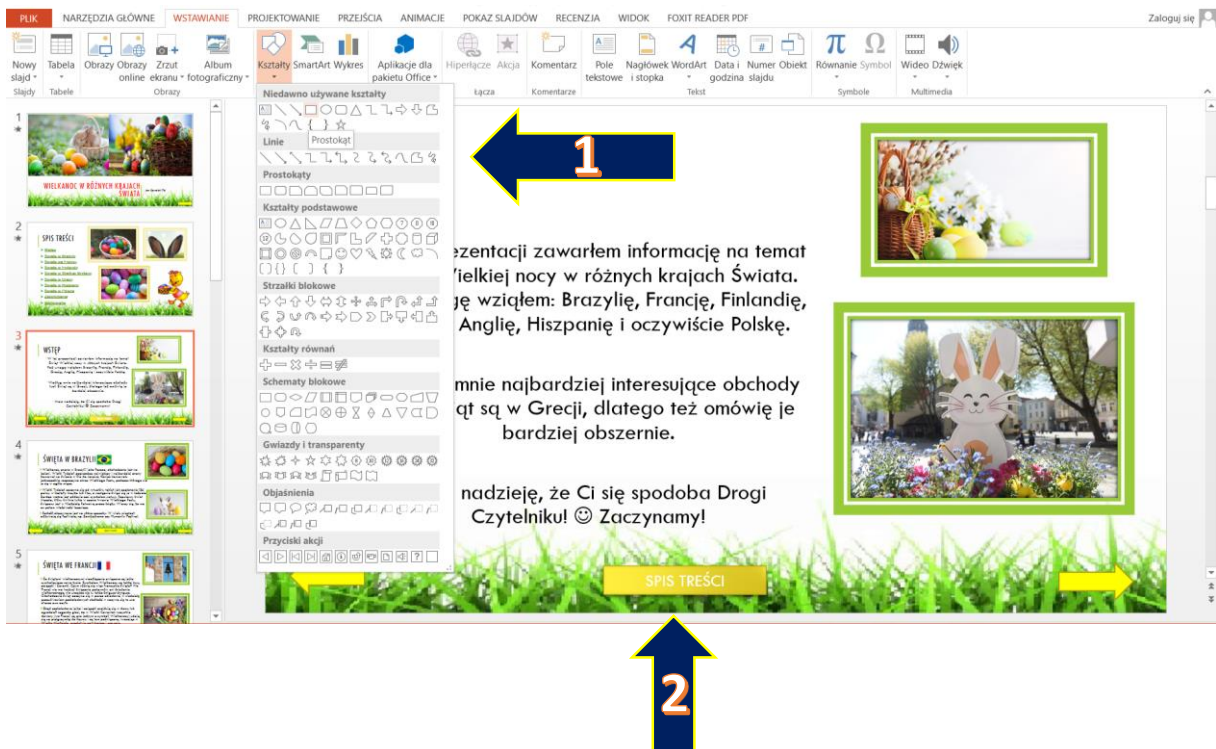 PLIK NARZĘDZIA GŁÓWNE WSTAWIANIE PROJEKTOWANIE PRZEJŚCIA ANIMACJE POKAZ SLAJDÓW RECENZJA WIDOK FOXIT READER PDF Zaloguj się
Nowy slajd
Tabela
Obrazy
Obrazy online
Zrzut ekranu
Album fotograficzny
Kształty
SmartArt
Wykres
Aplikacje dla pakietu Office
Hiperłącze
Akcja
Komentarz
Pole tekstowe
Nagłówek i stopka
WordArt
Data i godzina
Numer slajdu
Obiekt
Równanie
Symbol
Wideo
Dźwięk
Slajdy Tabele Obrazy Łącza Komentarze Tekst Symbole Multimedia
Niedawno używane kształty
Prostokąt
Linie
Prostokąty
Kształty podstawowe
Strzałki blokowe
Kształty równań
Schematy blokowe
Gwiazdy i transparenty
Objaśnienia
Przyciski akcji
1
WIELKANOC W RÓŻNYCH KRAJACH
ŚWIATA
2
SPIS TREŚCI
3
WSTĘP
4
ŚWIĘTA W BRAZYLII
5
ŚWIĘTA WE FRANCJI
1
ezentacji zawarłem informację na temat
ielkiej nocy w różnych krajach Świata.
gę wziąłem: Brazylię, Francję, Finlandię,
Anglię, Hiszpanię i oczywiście Polskę.
mnie najbardziej interesujące obchody
ąt są w Grecji, dlatego też omówię je
bardziej obszernie.
nadzieję, że Ci się spodoba Drogi
Czytelniku! ☺ Zaczynamy!
SPIS TREŚCI
2